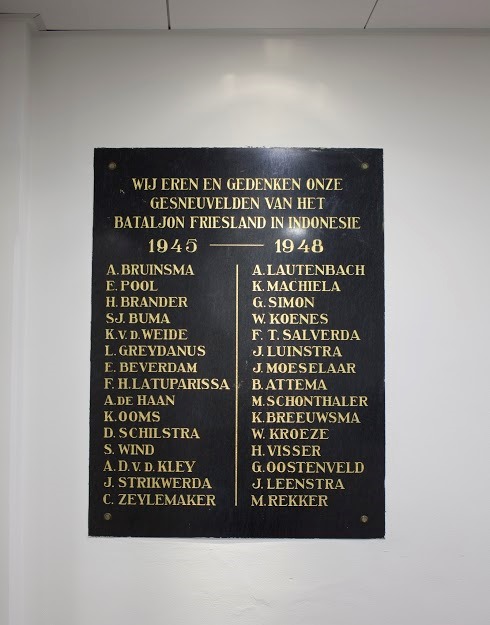 WIJ EREN EN GEDENKEN ONZE
GESNEUVELDEN VAN HET
BATALJON FRIESLAND IN INDONESIE
1945 — 1948
A. BRUINSMA
E. POOL
H. BRANDER
SJ. BUMA
K. V. D. WEIDE
L. GREYDANUS
E. BEVERDAM
F. H. LATUPARISSA
A. DE HAAN
K. OOMS
D. SCHILSTRA
S. WIND
A. D. V. D. KLEY
J. STRIKWERDA
C. ZEYLEMAKER
A. LAUTENBACH
K. MACHIELA
G. SIMON
W. KOENES
F. T. SALVERDA
J. LUINSTRA
J. MOESELAAR
B. ATTEMA
M. SCHONTHALER
K. BREEUWSMA
W. KROEZE
H. VISSER
G. OOSTENVELD
J. LEENSTRA
M. REKKER